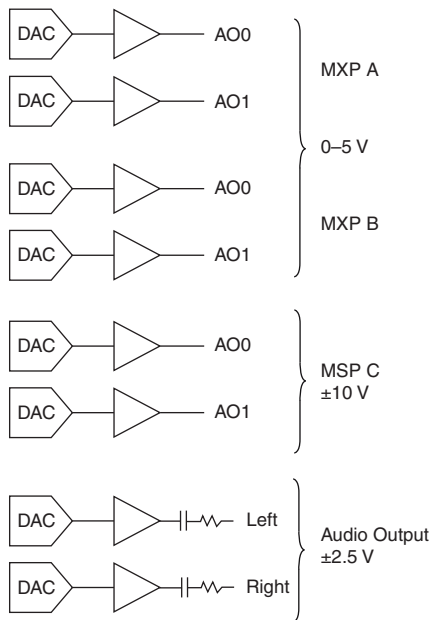 DAC AO0
MXP A
DAC AO1
0–5 V
DAC AO0
MXP B
DAC AO1
DAC AO0
MSP C
±10 V
DAC AO1
DAC Left
Audio Output
±2.5 V
DAC Right